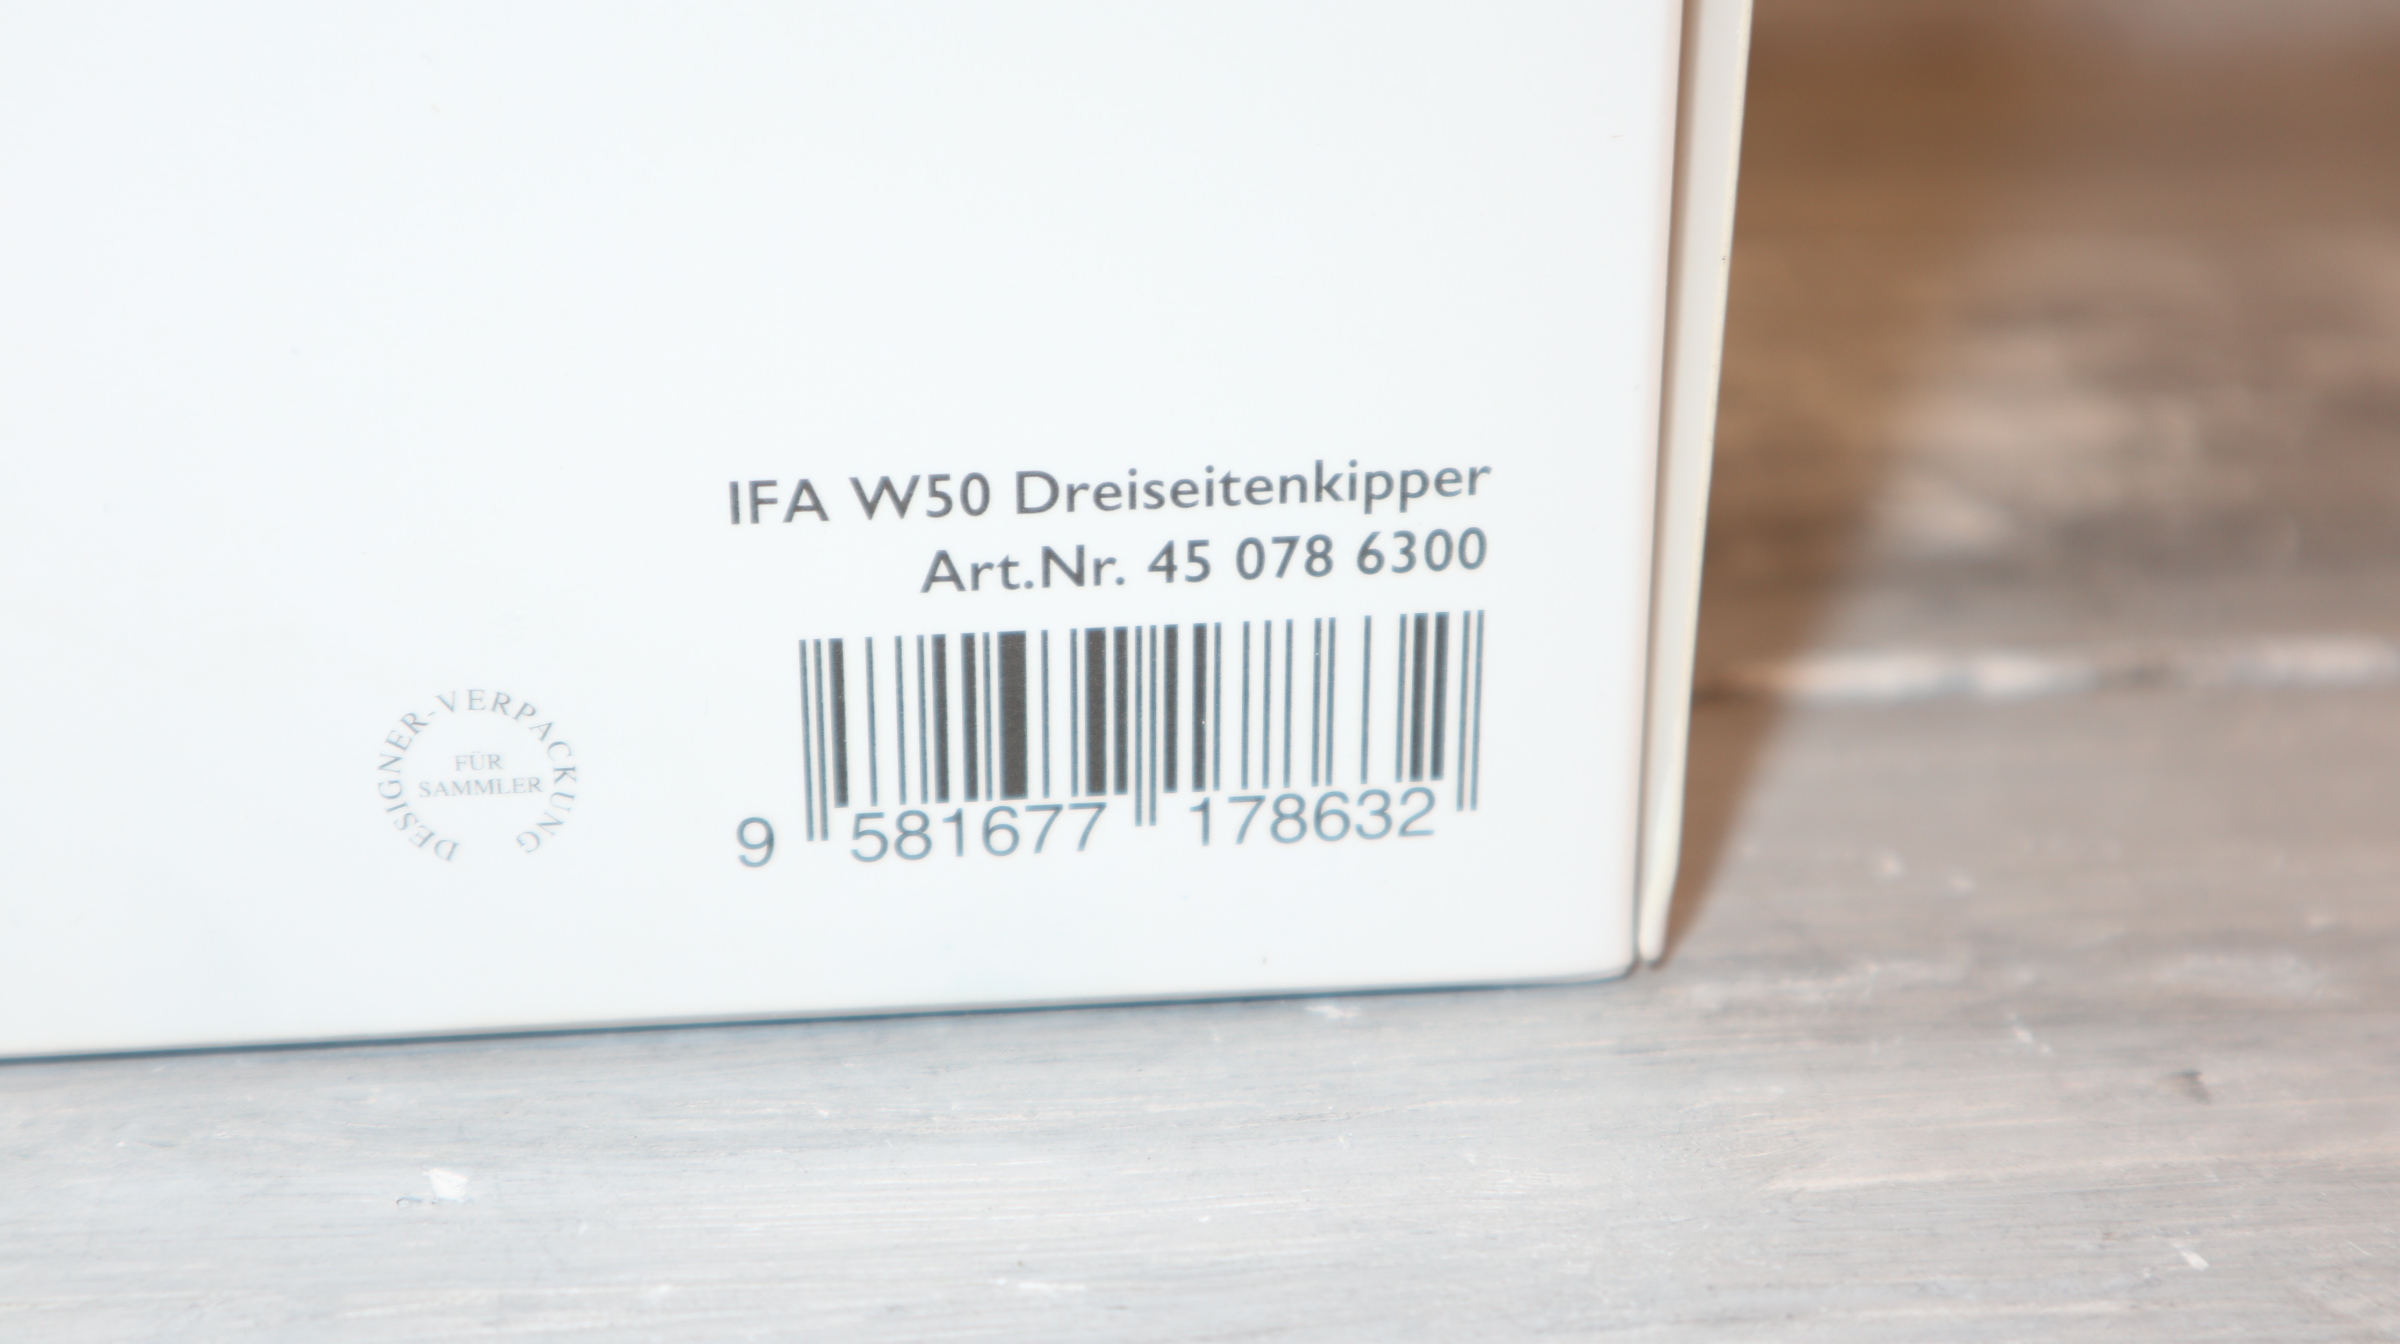 IFA W50 Dreiseitenkipper
Art.Nr. 45 078 6300
9 581677 178632
DESIGNER-VERPACKUNG
FÜR
SAMMLER